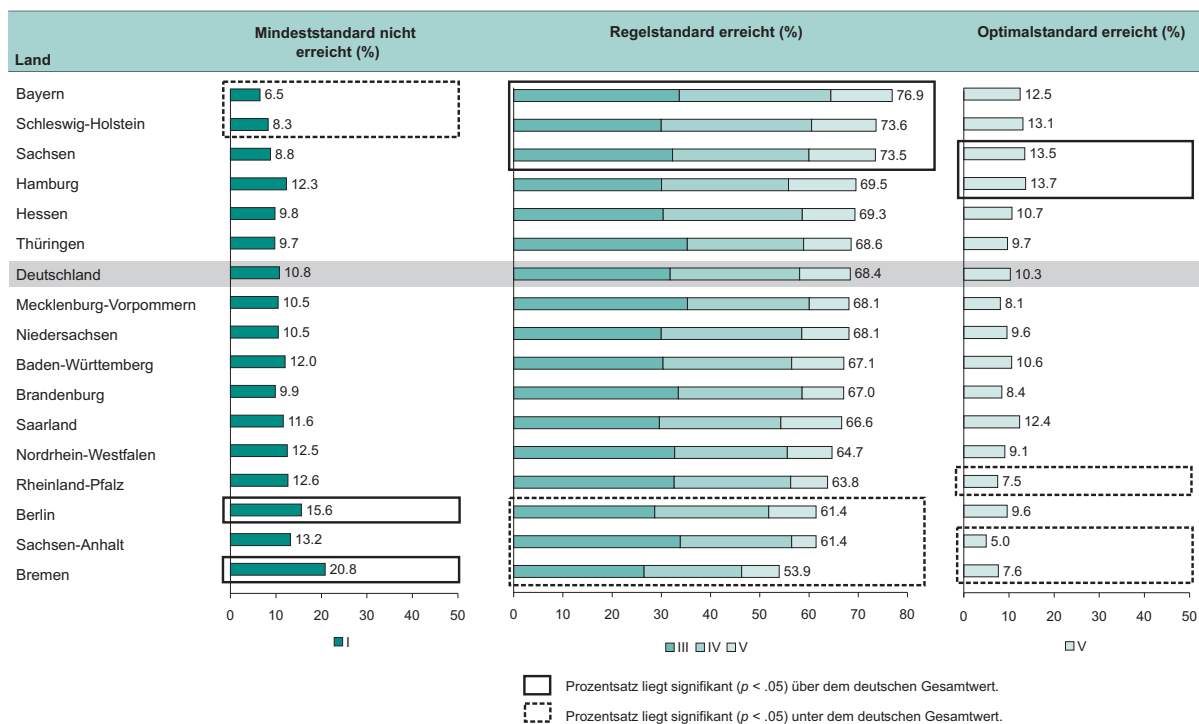 Land
Mindeststandard nicht
erreicht (%)
Regelstandard erreicht (%)
Optimalstandard erreicht (%)
Bayern 6.5 76.9 12.5
Schleswig-Holstein 8.3 73.6 13.1
Sachsen 8.8 73.5 13.5
Hamburg 12.3 69.5 13.7
Hessen 9.8 69.3 10.7
Thüringen 9.7 68.6 9.7
Deutschland 10.8 68.4 10.3
Mecklenburg-Vorpommern 10.5 68.1 8.1
Niedersachsen 10.5 68.1 9.6
Baden-Württemberg 12.0 67.1 10.6
Brandenburg 9.9 67.0 8.4
Saarland 11.6 66.6 12.4
Nordrhein-Westfalen 12.5 64.7 9.1
Rheinland-Pfalz 12.6 63.8 7.5
Berlin 15.6 61.4 9.6
Sachsen-Anhalt 13.2 61.4 5.0
Bremen 20.8 53.9 7.6
0 10 20 30 40 50 0 10 20 30 40 50 60 70 80 0 10 20 30 40 50
I III IV V V
Prozentsatz liegt signifikant (p < .05) über dem deutschen Gesamtwert.
Prozentsatz liegt signifikant (p < .05) unter dem deutschen Gesamtwert.